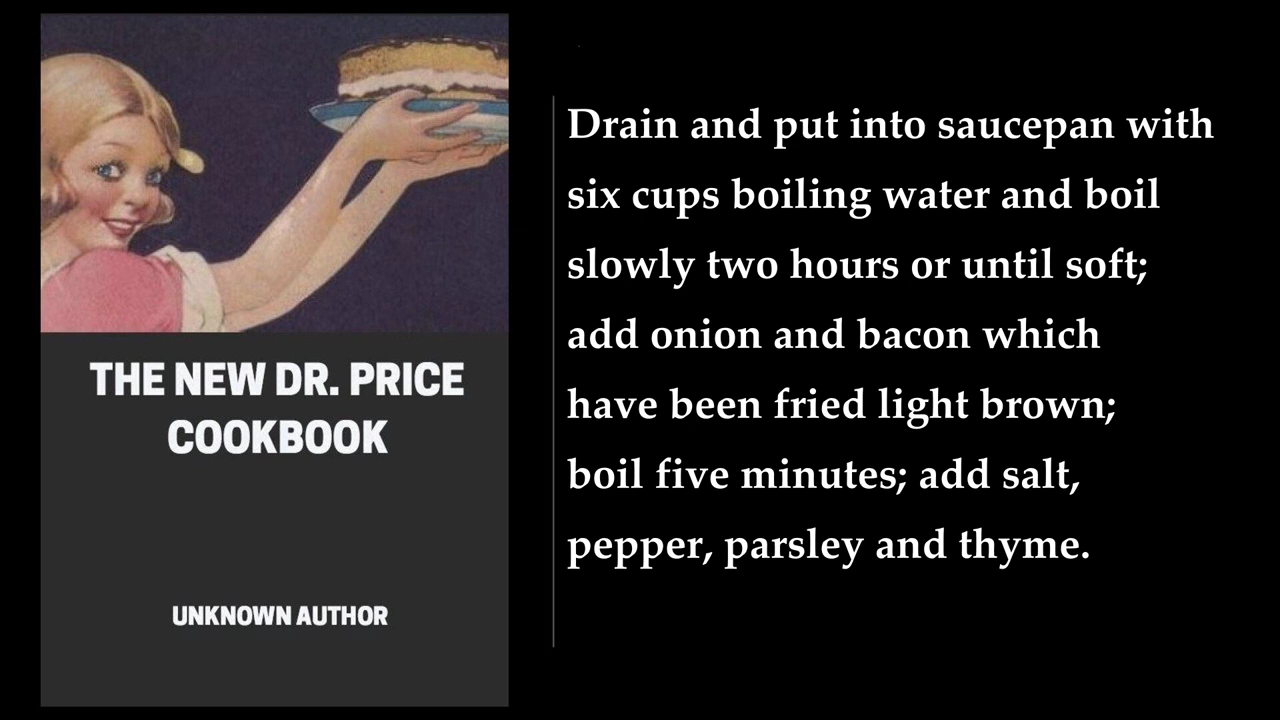 THE NEW DR. PRICE
COOKBOOK
UNKNOWN AUTHOR
Drain and put into saucepan with
six cups boiling water and boil
slowly two hours or until soft;
add onion and bacon which
have been fried light brown;
boil five minutes; add salt,
pepper, parsley and thyme.